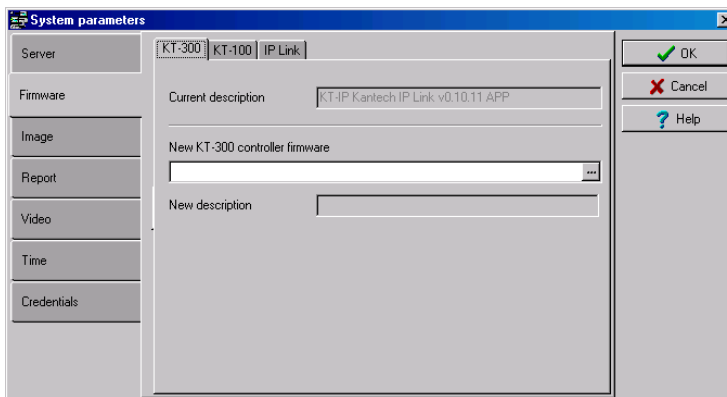 System parameters
Server
Firmware
Image
Report
Video
Time
Credentials
KT-300 KT-100 IP Link
Current description KT-IP Kantech IP Link v0.10.11 APP
New KT-300 controller firmware
...
New description
OK
Cancel
Help